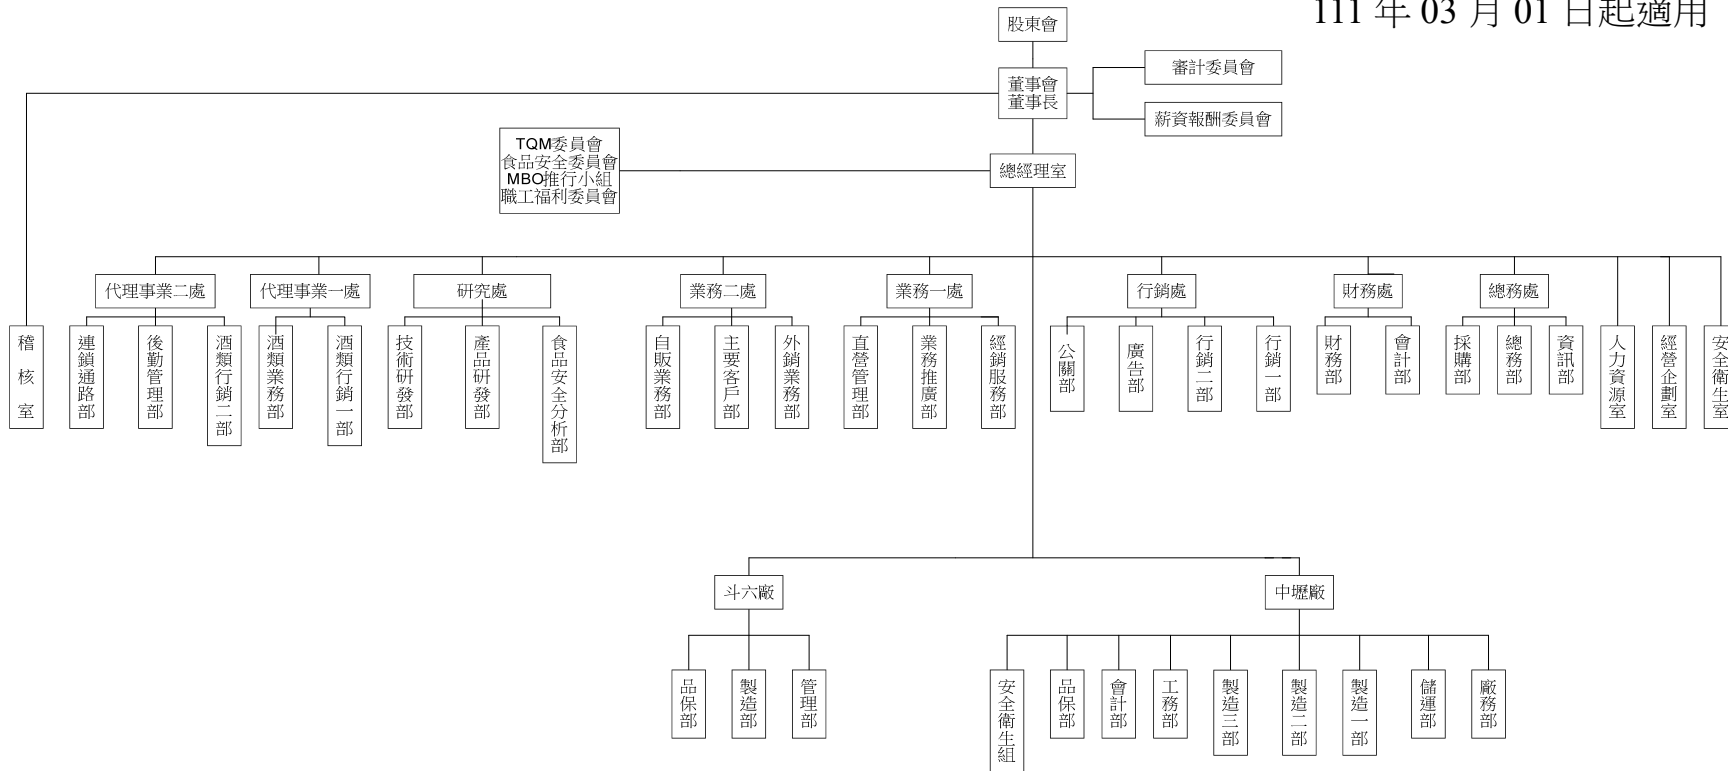 111 年 03 月 01 日起適用
股東會
董事會
董事長
審計委員會
薪資報酬委員會
TQM委員會
食品安全委員會
MBO推行小組
職工福利委員會
總經理室
代理事業二處
代理事業一處
研究處
業務二處
業務一處
行銷處
財務處
總務處
稽核室
連鎖通路部
後勤管理部
酒類行銷二部
酒類業務部
酒類行銷一部
技術研發部
產品研發部
食品安全分析部
自販業務部
主要客戶部
外銷業務部
直營管理部
業務推廣部
經銷服務部
公關部
廣告部
行銷二部
行銷一部
財務部
會計部
採購部
總務部
資訊部
人力資源室
經營企劃室
安全衛生室
斗六廠
中壢廠
品保部
製造部
管理部
安全衛生組
品保部
會計部
工務部
製造三部
製造二部
製造一部
儲運部
廠務部